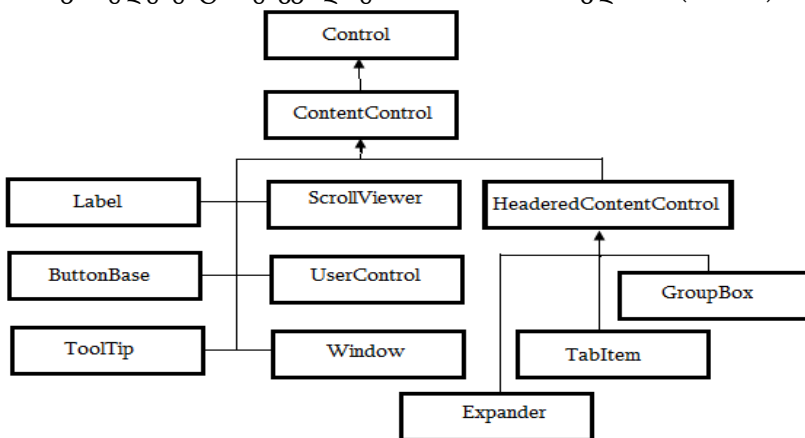 Control
ContentControl
Label
ScrollViewer
HeaderedContentControl
ButtonBase
UserControl
GroupBox
ToolTip
Window
TabItem
Expander